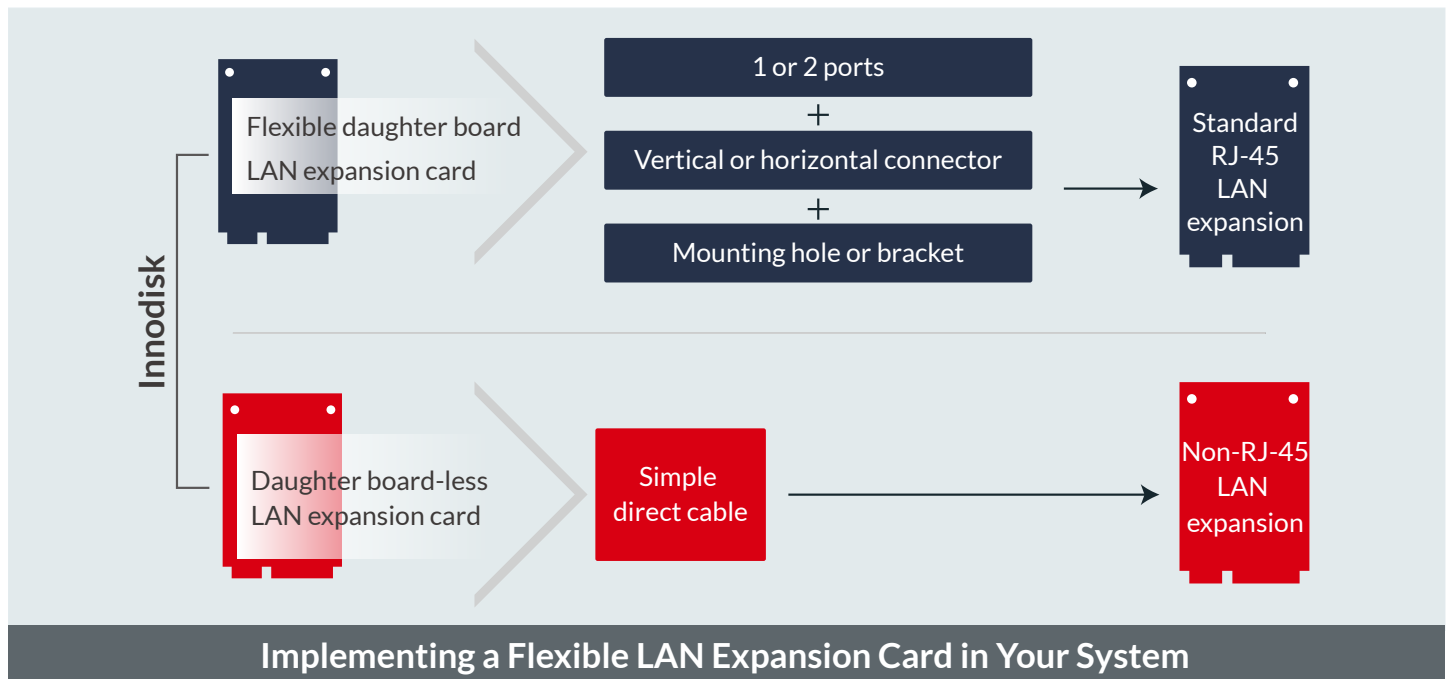 Innodisk
Flexible daughter board
LAN expansion card
1 or 2 ports
+
Vertical or horizontal connector
+
Mounting hole or bracket
Standard
RJ-45
LAN
expansion
Daughter board-less
LAN expansion card
Simple
direct cable
Non-RJ-45
LAN
expansion
Implementing a Flexible LAN Expansion Card in Your System